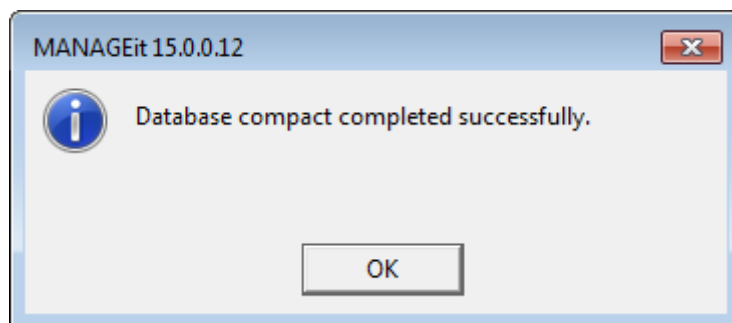 MANAGEit 15.0.0.12
Database compact completed successfully.
OK